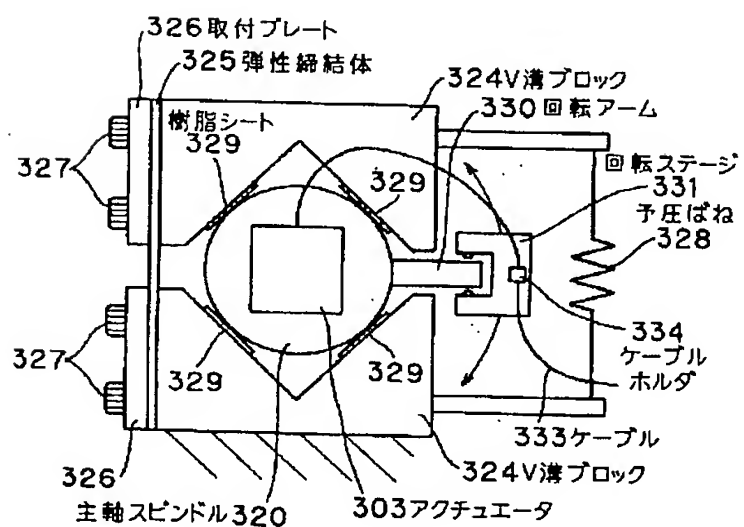 326取付プレート
325弾性締結体
324V溝ブロック
330回転アーム
樹脂シート
329
327
329
回転ステージ
331
予圧ばね
328
334
ケーブル
ホルダ
327
329
329
333ケーブル
326
324V溝ブロック
主軸スピンドル320
303アクチュエータ